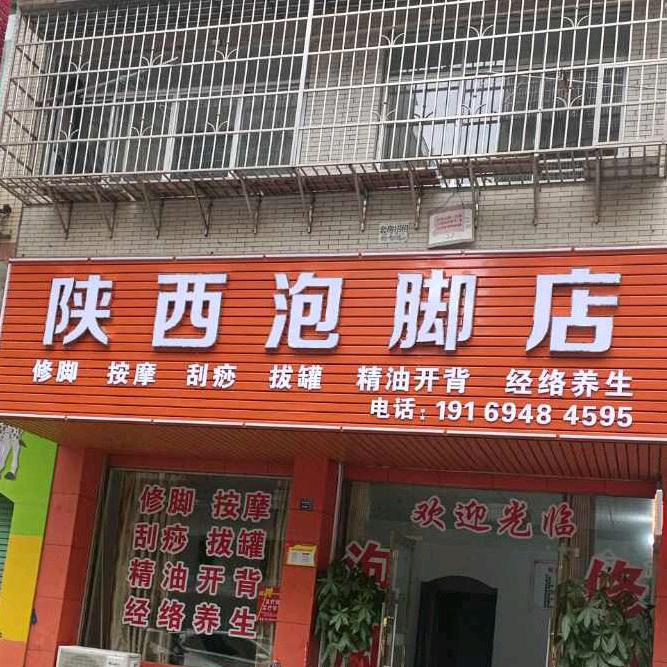 陕西泡脚店
修脚 按摩 刮痧 拔罐 精油开背 经络养生
电话：191 6948 4595
修脚 按摩
刮痧 拔罐
精油开背
经络养生
欢迎光临
泡
修